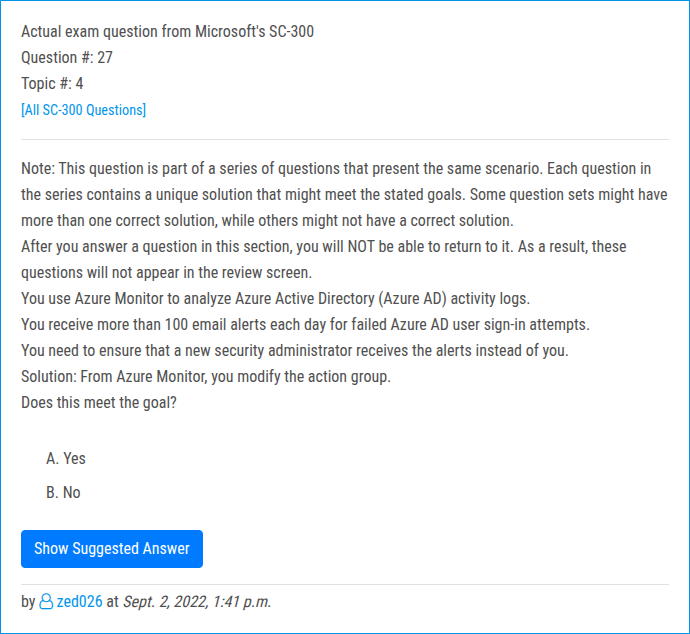 Actual exam question from Microsoft's SC-300
Question #: 27
Topic #: 4
[All SC-300 Questions]
Note: This question is part of a series of questions that present the same scenario. Each question in
the series contains a unique solution that might meet the stated goals. Some question sets might have
more than one correct solution, while others might not have a correct solution.
After you answer a question in this section, you will NOT be able to return to it. As a result, these
questions will not appear in the review screen.
You use Azure Monitor to analyze Azure Active Directory (Azure AD) activity logs.
You receive more than 100 email alerts each day for failed Azure AD user sign-in attempts.
You need to ensure that a new security administrator receives the alerts instead of you.
Solution: From Azure Monitor, you modify the action group.
Does this meet the goal?
A. Yes
B. No
Show Suggested Answer
by zed026 at Sept. 2, 2022, 1:41 p.m.